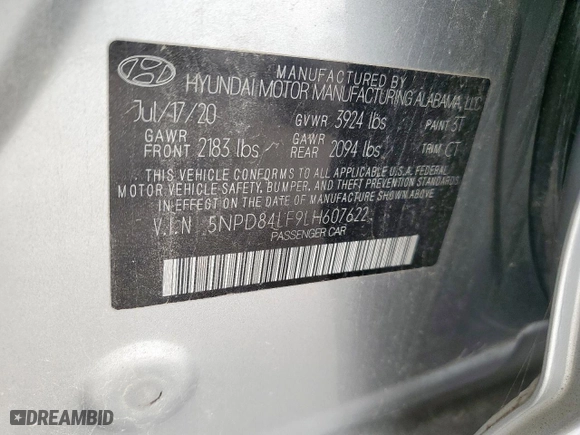 MANUFACTURED BY
HYUNDAI MOTOR MANUFACTURING ALABAMA, LLC
Jul/17/20 GVWR 3924 lbs PAINT 3T
GAWR FRONT 2183 lbs GAWR REAR 2094 lbs TRIM CT
THIS VEHICLE CONFORMS TO ALL APPLICABLE U.S.A. FEDERAL
MOTOR VEHICLE SAFETY, BUMPER, AND THEFT PREVENTION STANDARDS
IN EFFECT ON THE DATE OF MANUFACTURE SHOWN ABOVE
V.I.N 5NPD84LF9LH607622
PASSENGER CAR
DREAMBID